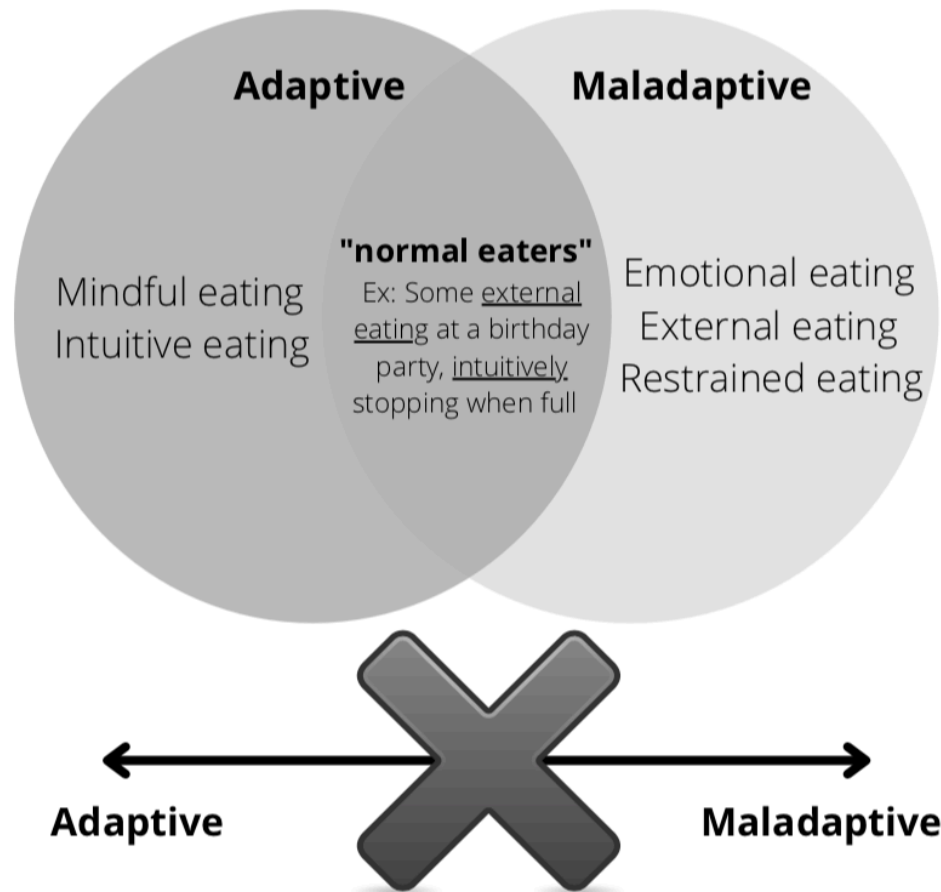 Adaptive
Maladaptive
Mindful eating
Intuitive eating
"normal eaters"
Ex: Some external
eating at a birthday
party, intuitively
stopping when full
Emotional eating
External eating
Restrained eating
Adaptive
Maladaptive